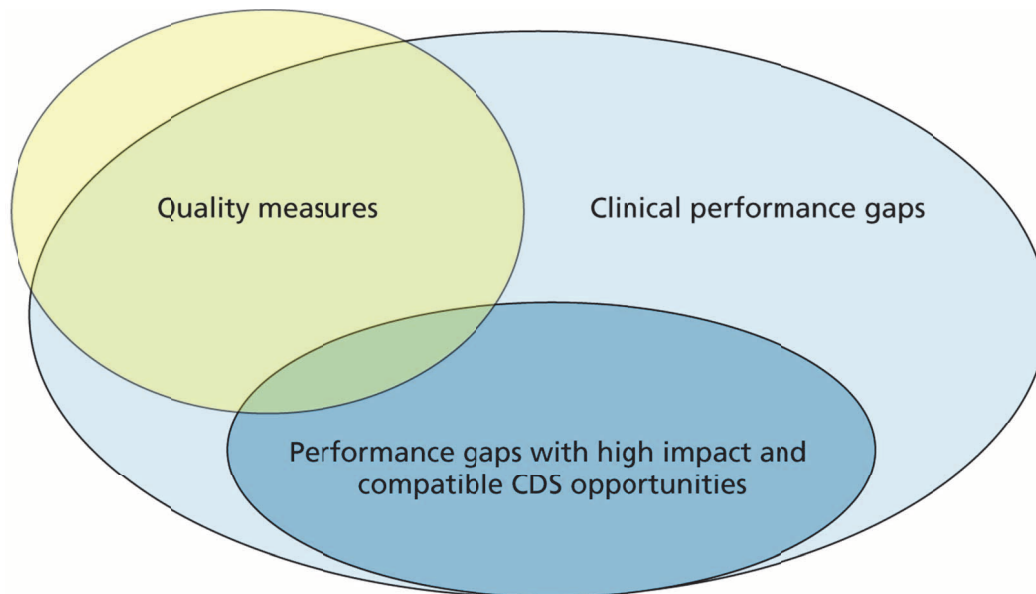 Quality measures
Clinical performance gaps
Performance gaps with high impact and
compatible CDS opportunities